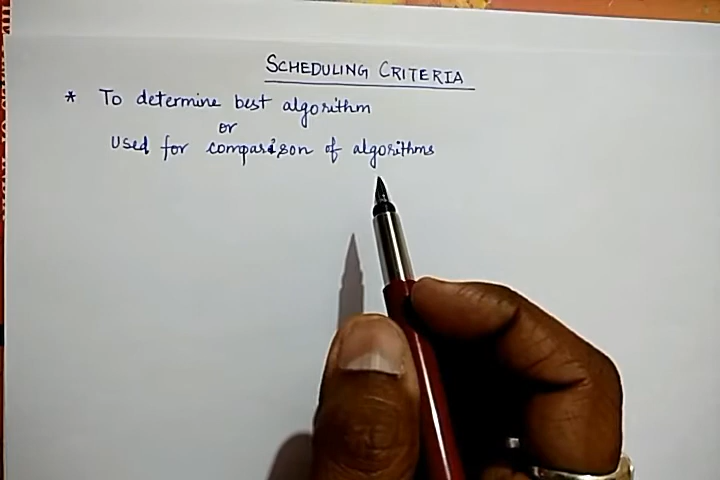 SCHEDULING CRITERIA
* To determine best algorithm
or
Used for comparison of algorithms